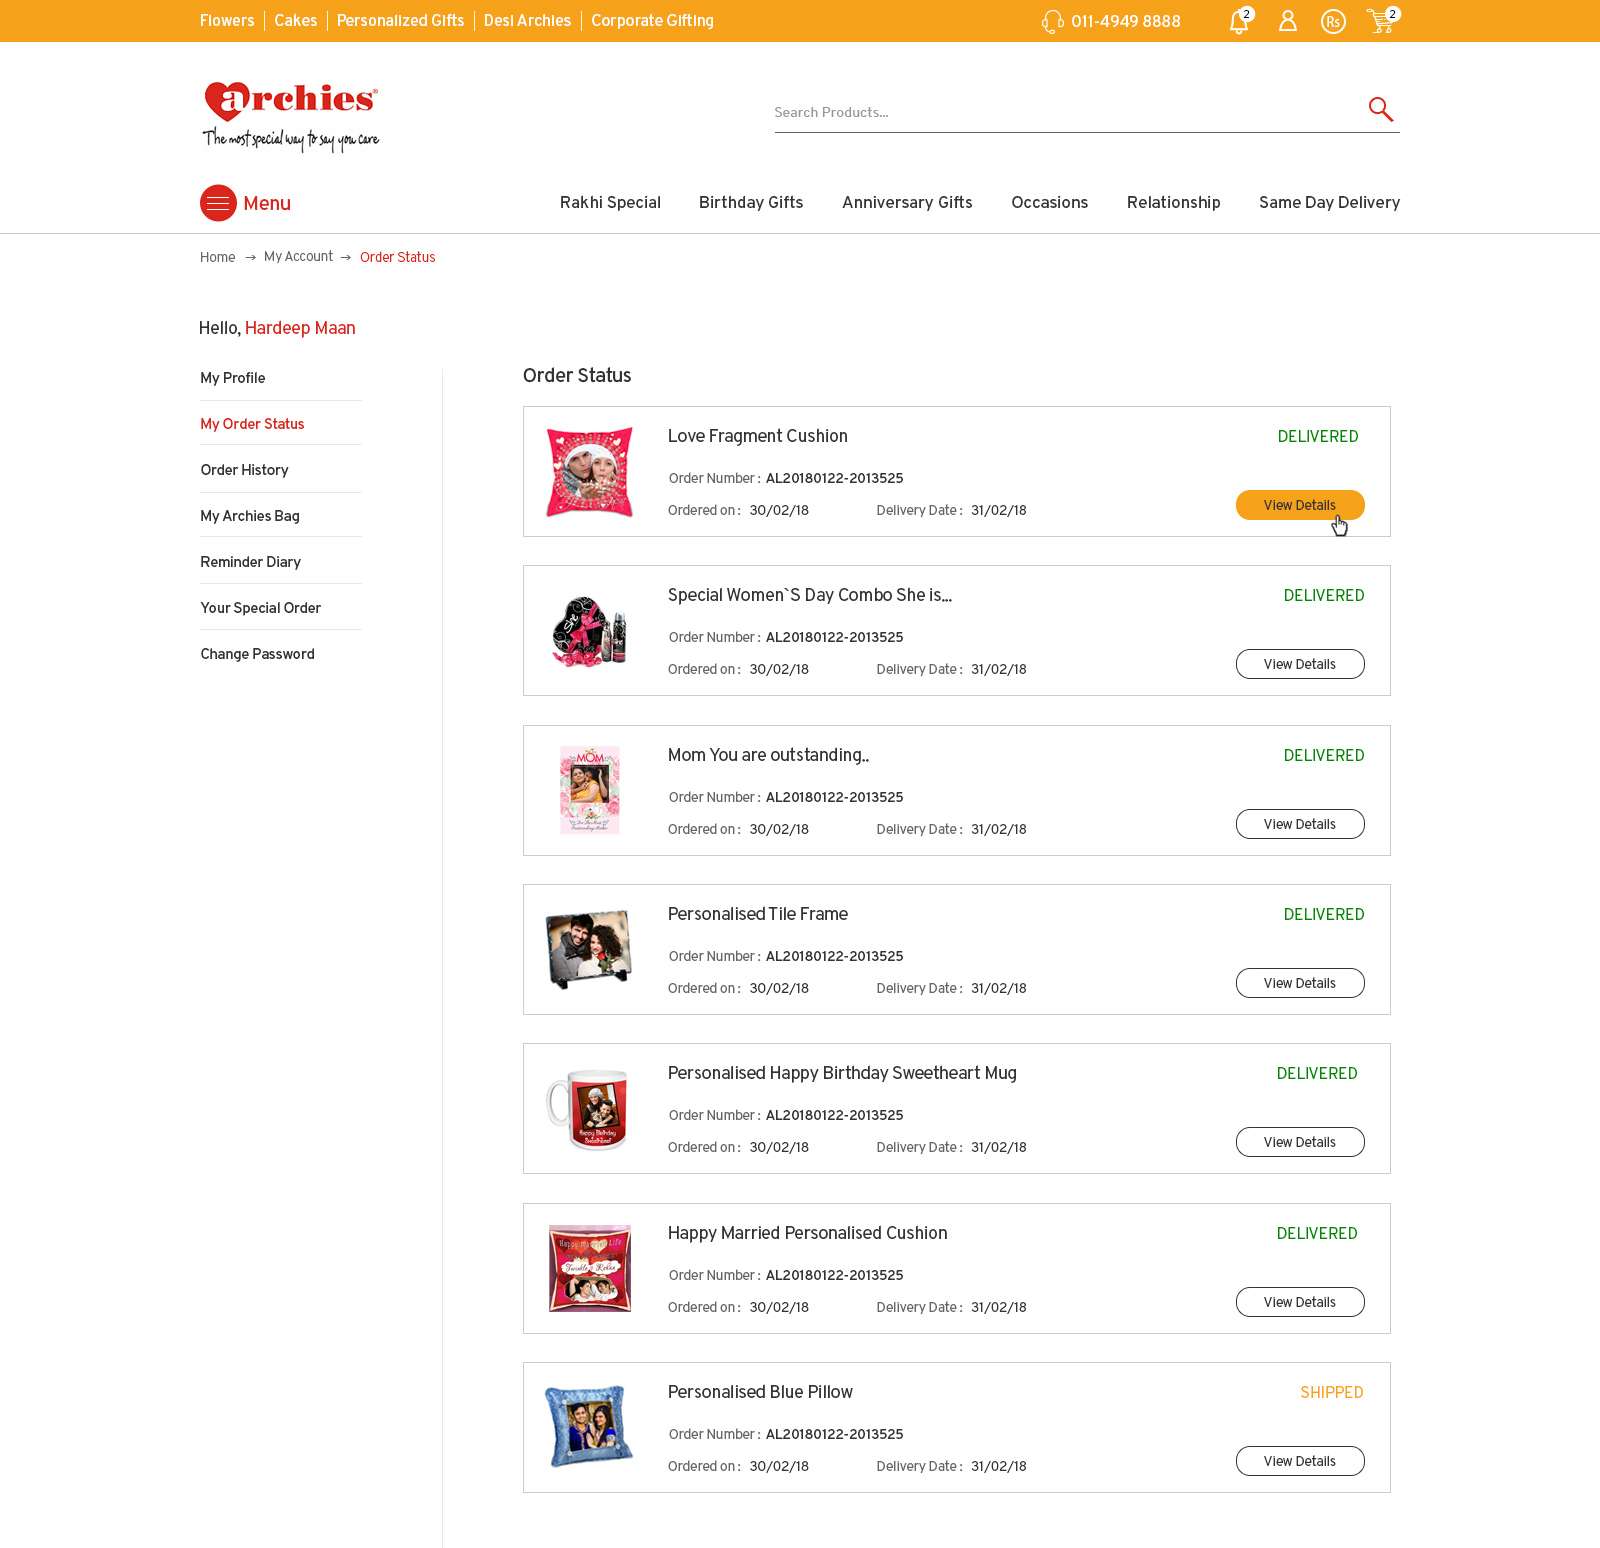 Flowers | Cakes | Personalized Gifts | Desi Archies | Corporate Gifting
011-4949 8888
2
Rs
2
archies®
The most special way to say you care
Search Products...
Menu
Rakhi Special Birthday Gifts Anniversary Gifts Occasions Relationship Same Day Delivery
Home → My Account → Order Status
Hello, Hardeep Maan
My Profile
My Order Status
Order History
My Archies Bag
Reminder Diary
Your Special Order
Change Password
Order Status
Love Fragment Cushion
DELIVERED
Order Number : AL20180122-2013525
Ordered on : 30/02/18 Delivery Date : 31/02/18
View Details
She
Special Women`S Day Combo She is...
DELIVERED
Order Number : AL20180122-2013525
Ordered on : 30/02/18 Delivery Date : 31/02/18
View Details
MOM
Mom You are outstanding..
DELIVERED
Order Number : AL20180122-2013525
Ordered on : 30/02/18 Delivery Date : 31/02/18
View Details
Personalised Tile Frame
DELIVERED
Order Number : AL20180122-2013525
Ordered on : 30/02/18 Delivery Date : 31/02/18
View Details
Happy Birthday
Sweetheart
Personalised Happy Birthday Sweetheart Mug
DELIVERED
Order Number : AL20180122-2013525
Ordered on : 30/02/18 Delivery Date : 31/02/18
View Details
Happy Married Life
Happy Married Personalised Cushion
DELIVERED
Order Number : AL20180122-2013525
Ordered on : 30/02/18 Delivery Date : 31/02/18
View Details
Personalised Blue Pillow
SHIPPED
Order Number : AL20180122-2013525
Ordered on : 30/02/18 Delivery Date : 31/02/18
View Details